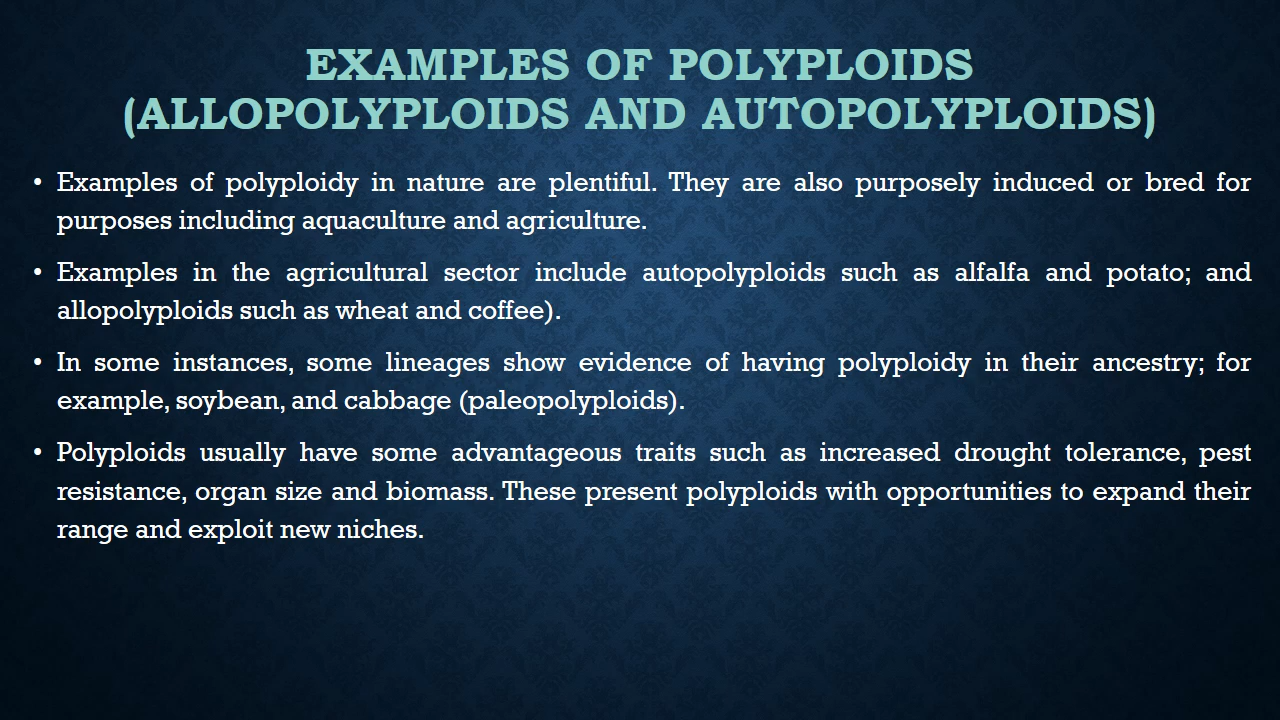 EXAMPLES OF POLYPLOIDS
(ALLOPOLYPLOIDS AND AUTOPOLYPLOIDS)
• Examples of polyploidy in nature are plentiful. They are also purposely induced or bred for
purposes including aquaculture and agriculture.
• Examples in the agricultural sector include autopolyploids such as alfalfa and potato; and
allopolyploids such as wheat and coffee).
• In some instances, some lineages show evidence of having polyploidy in their ancestry; for
example, soybean, and cabbage (paleopolyploids).
• Polyploids usually have some advantageous traits such as increased drought tolerance, pest
resistance, organ size and biomass. These present polyploids with opportunities to expand their
range and exploit new niches.